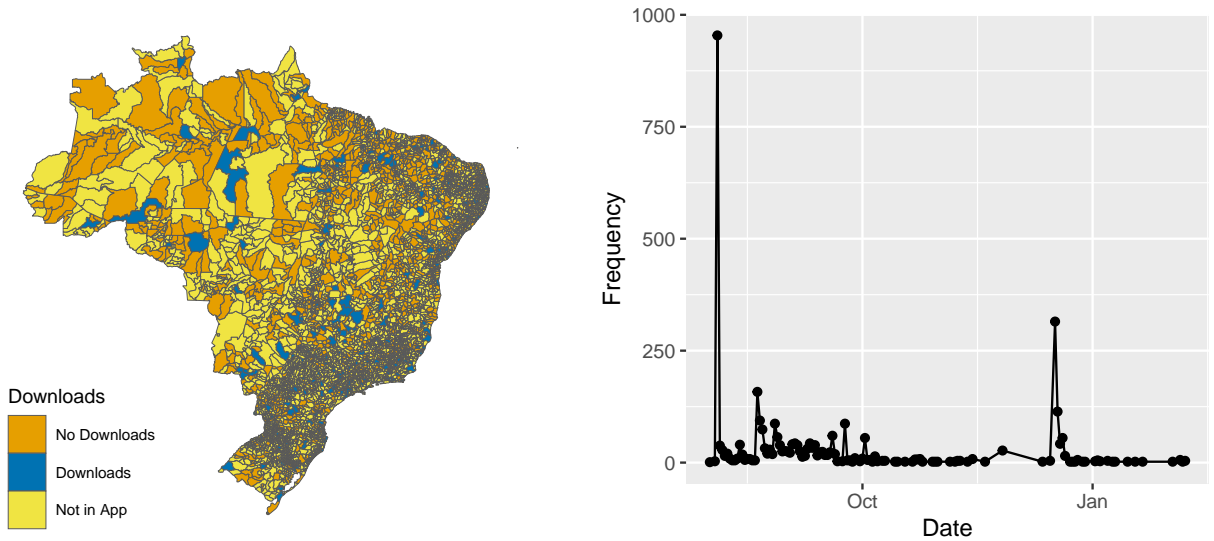 Downloads
No Downloads
Downloads
Not in App
1000
750
500
250
0
Frequency
Oct
Jan
Date